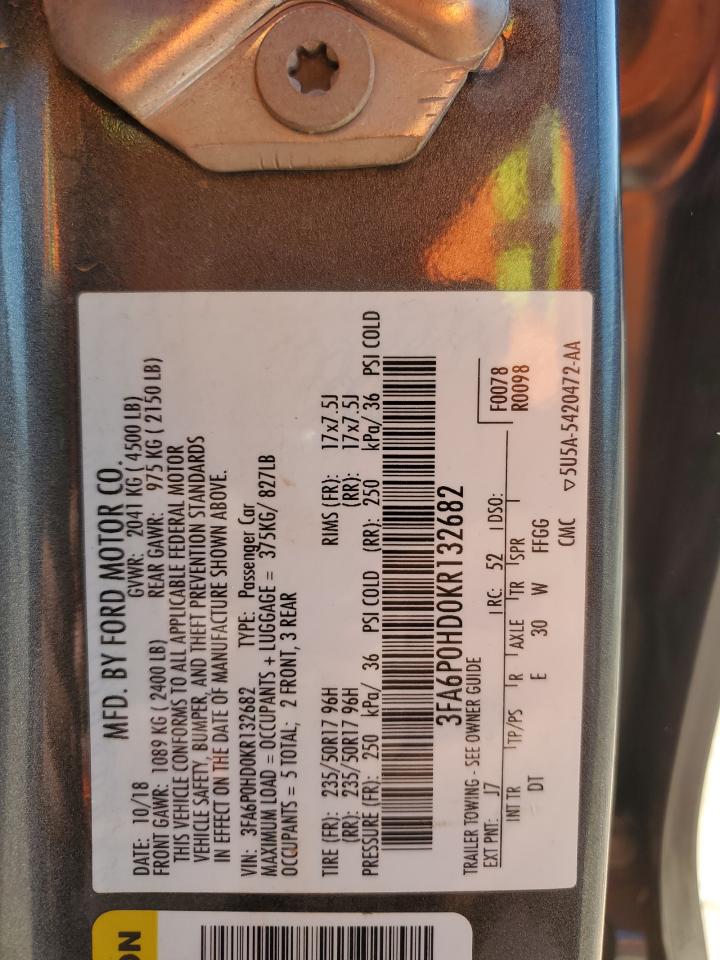 MFD. BY FORD MOTOR CO.
DATE: 10/18 GVWR: 2041 KG ( 4500 LB)
FRONT GAWR: 1089 KG ( 2400 LB) REAR GAWR: 975 KG ( 2150 LB)
THIS VEHICLE CONFORMS TO ALL APPLICABLE FEDERAL MOTOR
VEHICLE SAFETY, BUMPER, AND THEFT PREVENTION STANDARDS
IN EFFECT ON THE DATE OF MANUFACTURE SHOWN ABOVE.
VIN: 3FA6P0HD0KR132682 TYPE: Passenger Car
MAXIMUM LOAD = OCCUPANTS + LUGGAGE = 375KG/ 827LB
OCCUPANTS = 5 TOTAL; 2 FRONT, 3 REAR
TIRE (FR): 235/50R17 96H RIMS (FR): 17x7.5J
(RR): 235/50R17 96H (RR): 17x7.5J
PRESSURE (FR): 250 kPa/ 36 PSI COLD (RR): 250 kPa/ 36 PSI COLD
3FA6P0HD0KR132682
TRAILER TOWING - SEE OWNER GUIDE
F0078
R0098
EXT PNT: J7 RC: 52 DSO:
INT TR TP/PS R AXLE TR SPR
DT E 30 W FFGG
CMC ▽5U5A-5420472-AA
ON